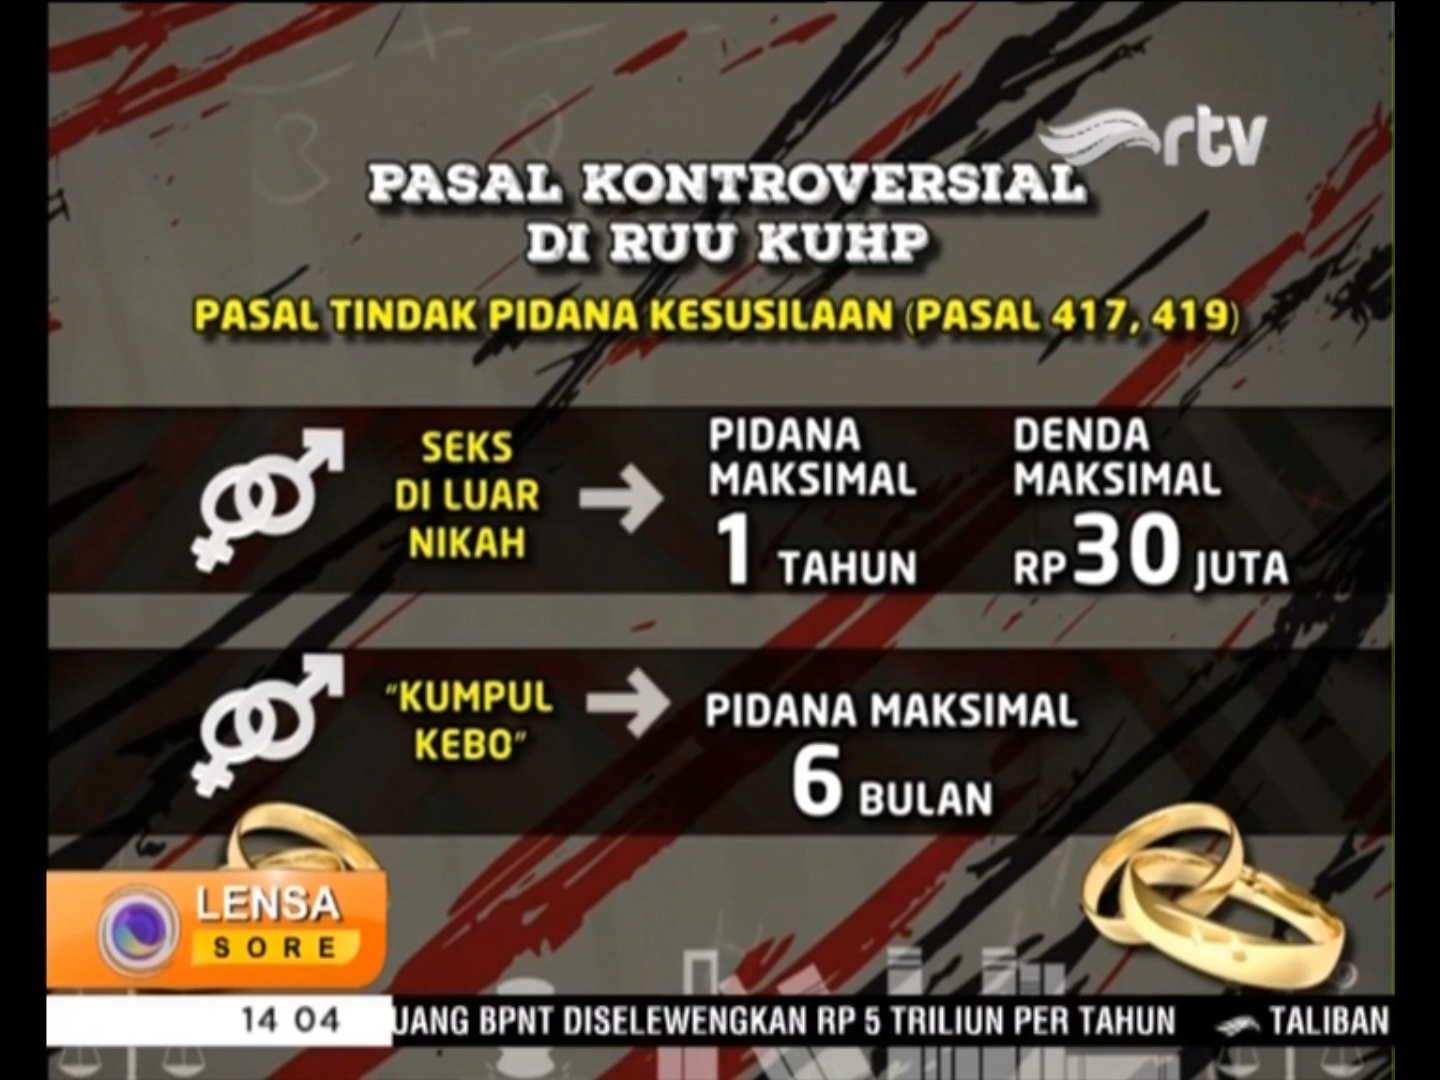 rtv
PASAL KONTROVERSIAL
DI RUU KUHP
PASAL TINDAK PIDANA KESUSILAAN (PASAL 417, 419)
SEKS
DI LUAR
NIKAH
PIDANA
MAKSIMAL
1 TAHUN
DENDA
MAKSIMAL
RP 30 JUTA
"KUMPUL
KEBO"
PIDANA MAKSIMAL
6 BULAN
LENSA
SORE
14 04
UANG BPNT DISELEWENGKAN RP 5 TRILIUN PER TAHUN TALIBAN